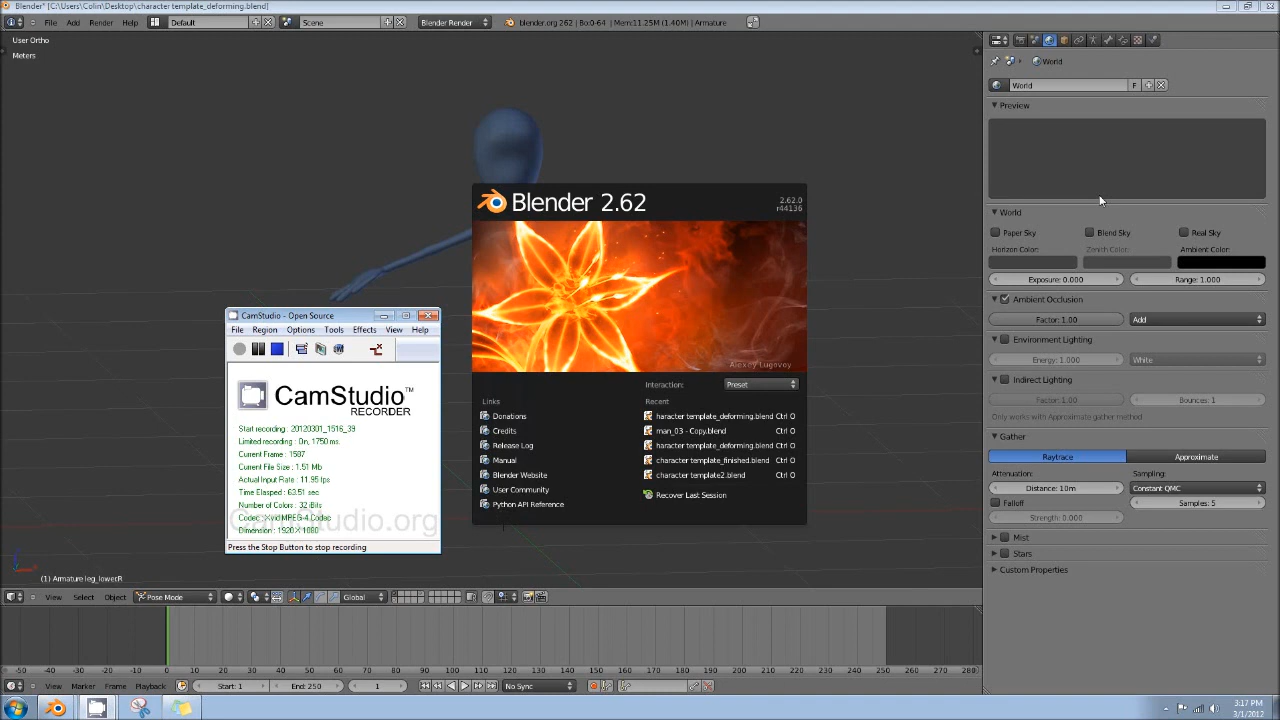 Blender* [C:\Users\Colin\Desktop\character template_deforming.blend]
File Add Render Help Default Scene Blender Render blender.org 262 | Bo:0-64 | Mem:11.25M (1.40M) | Armature
User Ortho
Meters
World
World F
Preview
World
Paper Sky Blend Sky Real Sky
Horizon Color: Zenith Color: Ambient Color:
Exposure: 0.000 Range: 1.000
Ambient Occlusion
Factor: 1.00 Add
Environment Lighting
Energy: 1.000 White
Indirect Lighting
Factor: 1.00 Bounces: 1
Only works with Approximate gather method
Gather
Raytrace Approximate
Attenuation: Sampling:
Distance: 10m Constant QMC
Falloff Samples: 5
Strength: 0.000
Mist
Stars
Custom Properties
Blender 2.62
2.62.0
r44136
Alexey Lugovoy
Interaction: Preset
Links
Donations
Credits
Release Log
Manual
Blender Website
User Community
Python API Reference
Recent
haracter template_deforming.blend Ctrl O
man_03 - Copy.blend Ctrl O
haracter template_deforming.blend Ctrl O
character template_finished.blend Ctrl O
character template2.blend Ctrl O
Recover Last Session
CamStudio - Open Source
File Region Options Tools Effects View Help
CamStudio™
RECORDER
Start recording : 20120301_1516_39
Limited recording : On, 1750 ms.
Current Frame : 1587
Current File Size : 1.51 Mb
Actual Input Rate : 11.95 fps
Time Elasped : 63.51 sec
Number of Colors : 32 iBits
Codec : Xvid MPEG-4 Codec
Dimension : 1920 X 1080
CamStudio.org
Press the Stop Button to stop recording
(1) Armature leg_lower.R
View Select Object Pose Mode Global
-50 -40 -30 -20 -10 0 10 20 30 40 50 60 70 80 90 100 110 120 130 140 150 160 170 180 190 200 210 220 230 240 250 260 270 280
View Marker Frame Playback Start: 1 End: 250 1 No Sync
3:17 PM
3/1/2012